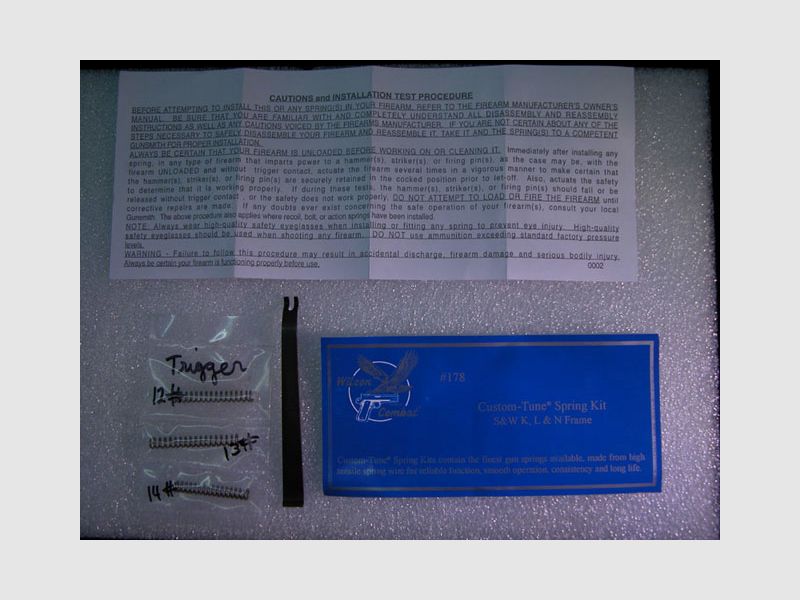 CAUTIONS and INSTALLATION TEST PROCEDURE
BEFORE ATTEMPTING TO INSTALL THIS OR ANY SPRING(S) IN YOUR FIREARM, REFER TO THE FIREARM MANUFACTURER'S OWNER'S
MANUAL. BE SURE THAT YOU ARE FAMILIAR WITH AND COMPLETELY UNDERSTAND ALL DISASSEMBLY AND REASSEMBLY
INSTRUCTIONS AS WELL AS ANY CAUTIONS VOICED BY THE FIREARMS MANUFACTURER. IF YOU ARE NOT CERTAIN ABOUT ANY OF THE
STEPS NECESSARY TO SAFELY DISASSEMBLE YOUR FIREARM AND REASSEMBLE IT, TAKE IT AND THE SPRING(S) TO A COMPETENT
GUNSMITH FOR PROPER INSTALLATION.
ALWAYS BE CERTAIN THAT YOUR FIREARM IS UNLOADED BEFORE WORKING ON OR CLEANING IT. Immediately after installing any
spring, in any type of firearm that imparts power to a hammer(s), striker(s), or firing pin(s), as the case may be, with the
firearm UNLOADED and without trigger contact, actuate the firearm several times in a vigorous manner to make certain that
the hammer(s), striker(s), or firing pin(s) are securely retained in the cocked position prior to let-off. Also, actuate the safety
to determine that it is working properly. If during these tests, the hammer(s), striker(s), or firing pin(s) should fall or be
released without trigger contact, or the safety does not work properly, DO NOT ATTEMPT TO LOAD OR FIRE THE FIREARM until
corrective repairs are made. If any doubts ever exist concerning the safe operation of your firearm(s), consult your local
Gunsmith. The above procedure also applies where recoil, bolt, or action springs have been installed.
NOTE: Always wear high-quality safety eyeglasses when installing or fitting any spring to prevent eye injury. High-quality
safety eyeglasses should be used when shooting any firearm. DO NOT use ammunition exceeding standard factory pressure
levels.
WARNING - Failure to follow this procedure may result in accidental discharge, firearm damage and serious bodily injury.
Always be certain your firearm is functioning properly before use.
0002
Trigger
12#
13#
14#
Wilson
Combat
#178
Custom-Tune® Spring Kit
S&W K, L & N Frame
Custom-Tune® Spring Kits contain the finest gun springs available, made from high
tensile spring wire for reliable function, smooth operation, consistency and long life.